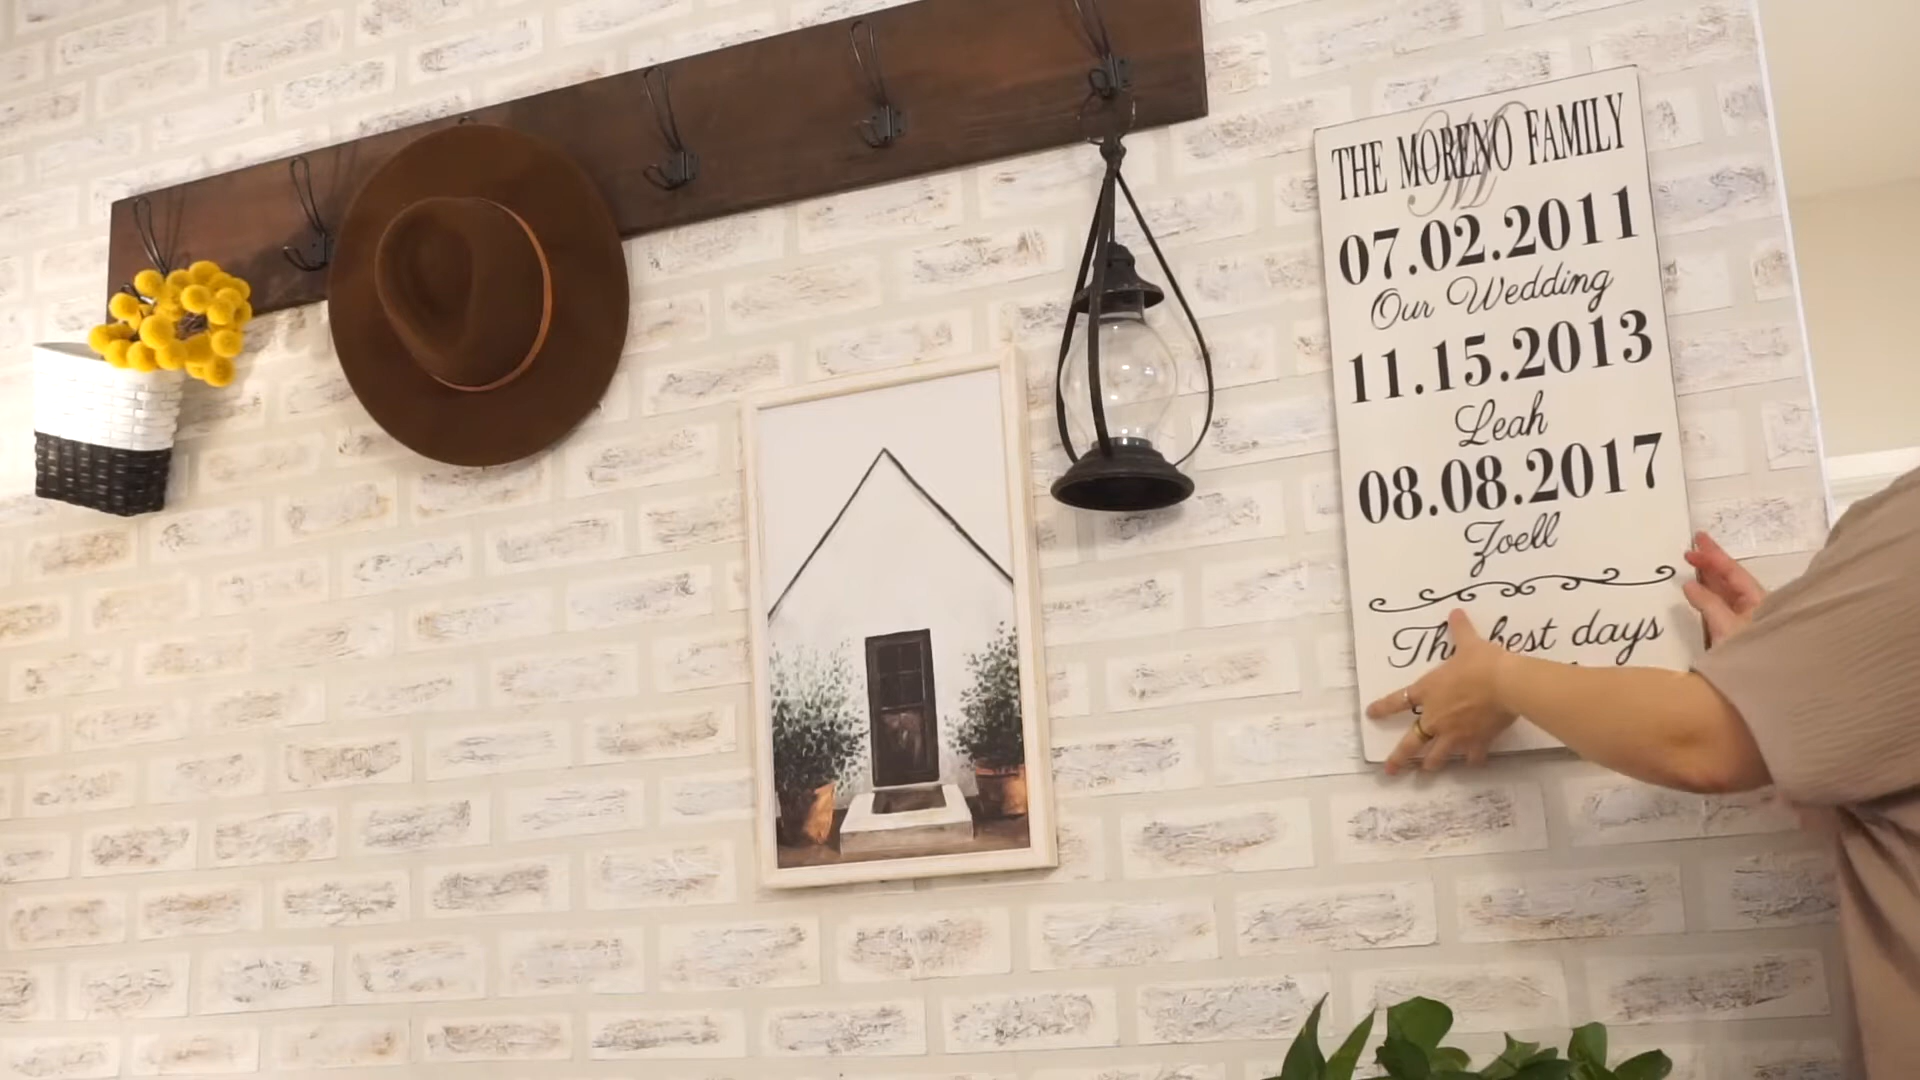 THE MORENO FAMILY
07.02.2011
Our Wedding
11.15.2013
Leah
08.08.2017
Zoell
best days